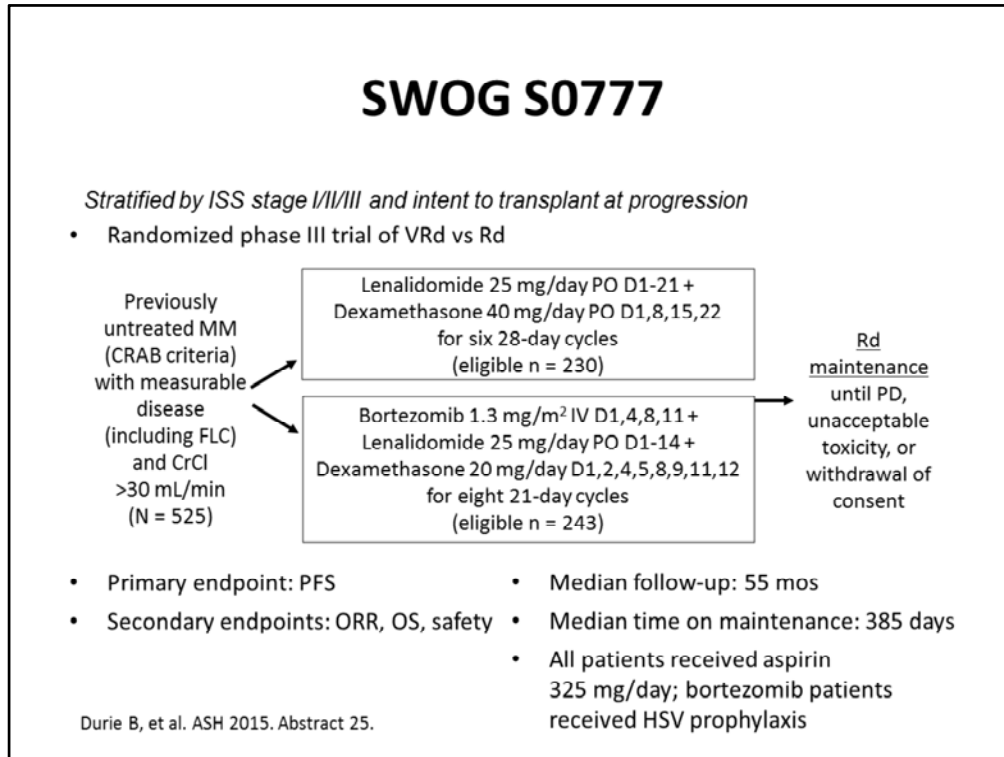 SWOG S0777
Stratified by ISS stage I/II/III and intent to transplant at progression
• Randomized phase III trial of VRd vs Rd
Previously
untreated MM
(CRAB criteria)
with measurable
disease
(including FLC)
and CrCl
>30 mL/min
(N = 525)
Lenalidomide 25 mg/day PO D1-21 +
Dexamethasone 40 mg/day PO D1,8,15,22
for six 28-day cycles
(eligible n = 230)
Bortezomib 1.3 mg/m² IV D1,4,8,11 +
Lenalidomide 25 mg/day PO D1-14 +
Dexamethasone 20 mg/day D1,2,4,5,8,9,11,12
for eight 21-day cycles
(eligible n = 243)
Rd
maintenance
until PD,
unacceptable
toxicity, or
withdrawal of
consent
• Primary endpoint: PFS
• Secondary endpoints: ORR, OS, safety
• Median follow-up: 55 mos
• Median time on maintenance: 385 days
• All patients received aspirin
325 mg/day; bortezomib patients
received HSV prophylaxis
Durie B, et al. ASH 2015. Abstract 25.